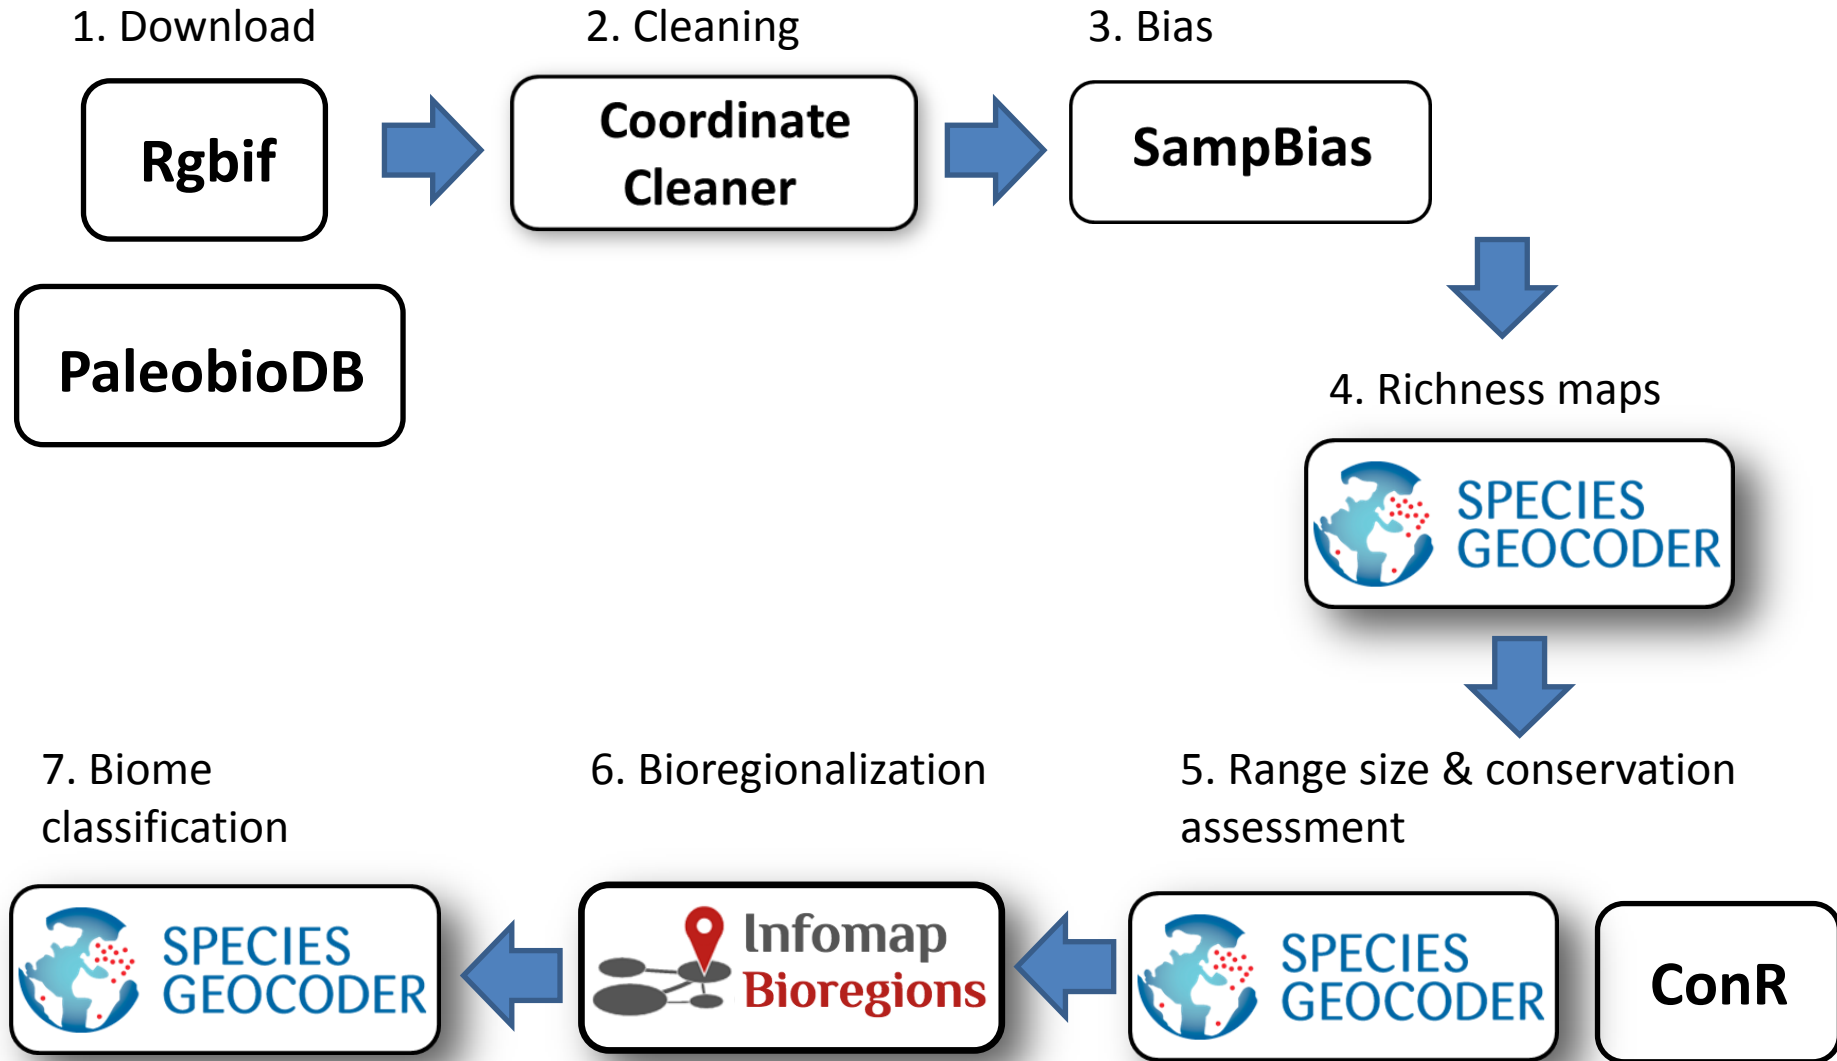 1. Download
Rgbif
PaleobioDB
2. Cleaning
Coordinate
Cleaner
3. Bias
SampBias
4. Richness maps
SPECIES
GEOCODER
5. Range size & conservation
assessment
SPECIES
GEOCODER
ConR
6. Bioregionalization
Infomap
Bioregions
7. Biome
classification
SPECIES
GEOCODER